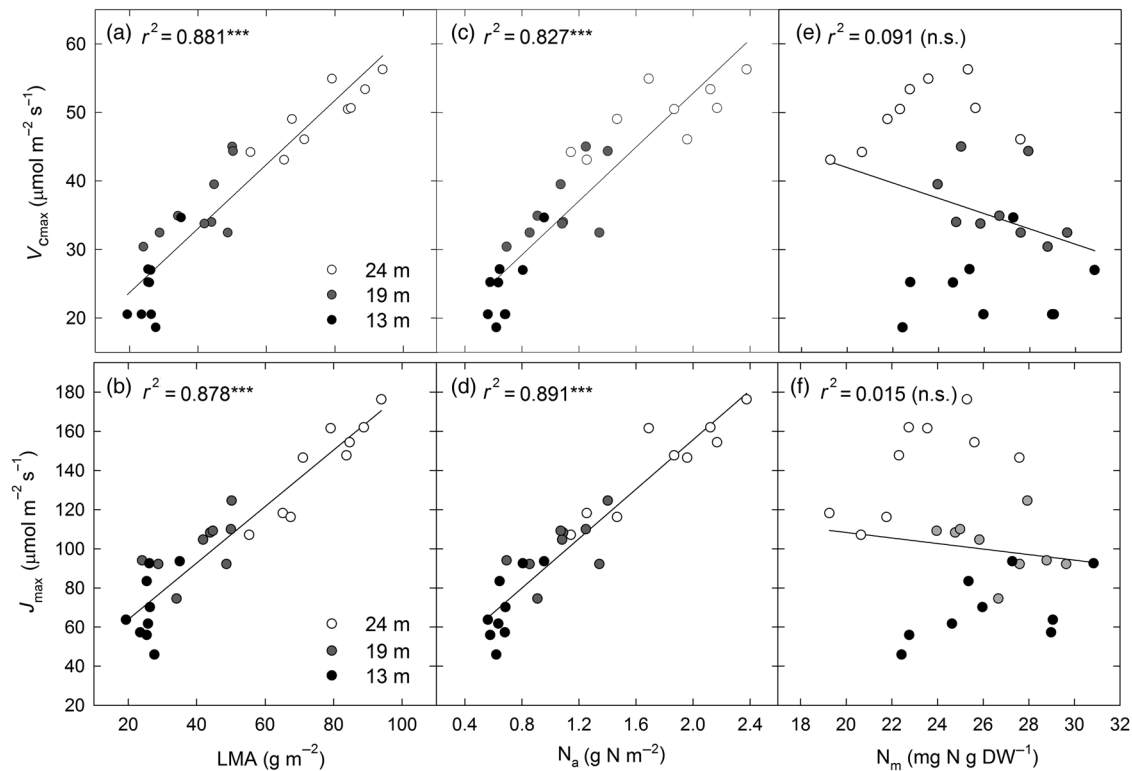 (a) r² = 0.881***
(c) r² = 0.827***
(e) r² = 0.091 (n.s.)
V_Cmax (μmol m⁻² s⁻¹)
60
50
40
30
20
24 m
19 m
13 m
(b) r² = 0.878***
(d) r² = 0.891***
(f) r² = 0.015 (n.s.)
J_max (μmol m⁻² s⁻¹)
180
160
140
120
100
80
60
40
20
24 m
19 m
13 m
20 40 60 80 100
0.4 0.8 1.2 1.6 2.0 2.4
18 20 22 24 26 28 30 32
LMA (g m⁻²)
N_a (g N m⁻²)
N_m (mg N g DW⁻¹)